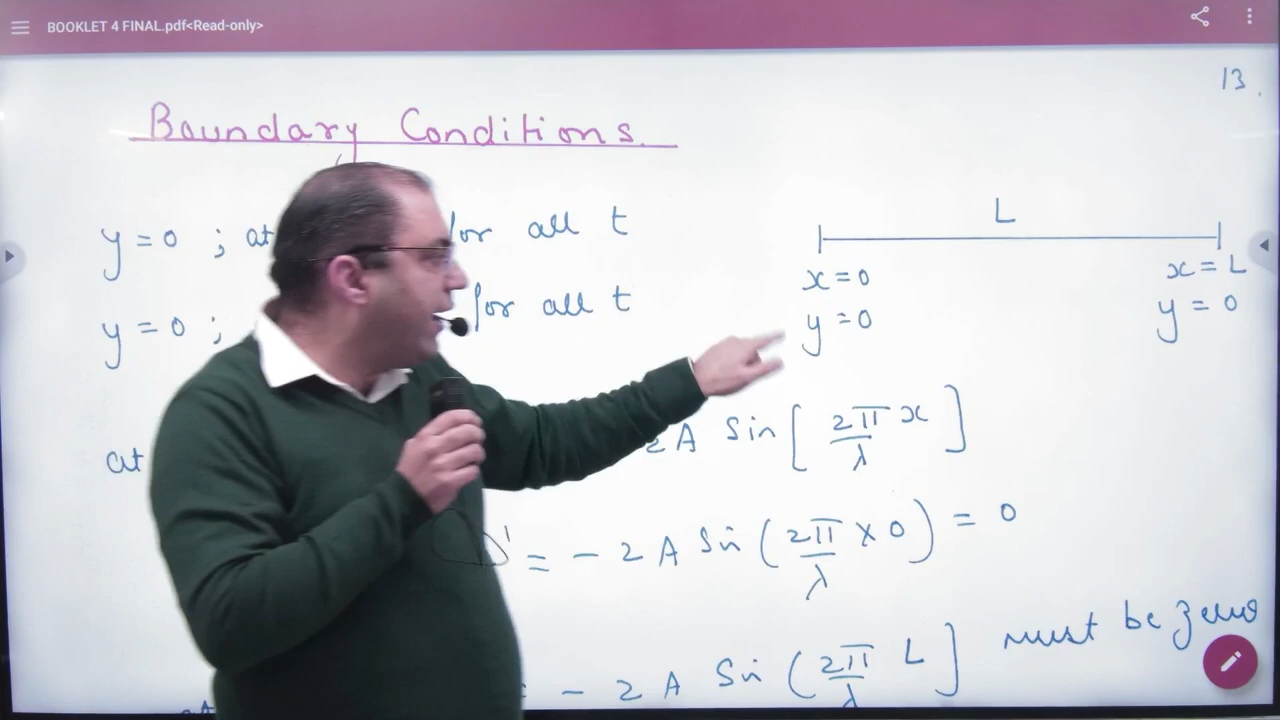 BOOKLET 4 FINAL.pdf<Read-only>
13.
Boundary Conditions.
y = 0 ; at for all t
L
x = 0
x = L
y = 0 ; for all t
y = 0
y = 0
at 2A Sin [ 2π/λ x ]
= - 2 A Sin ( 2π/λ × 0 ) = 0
- 2 A Sin ( 2π/λ L ] must be zero